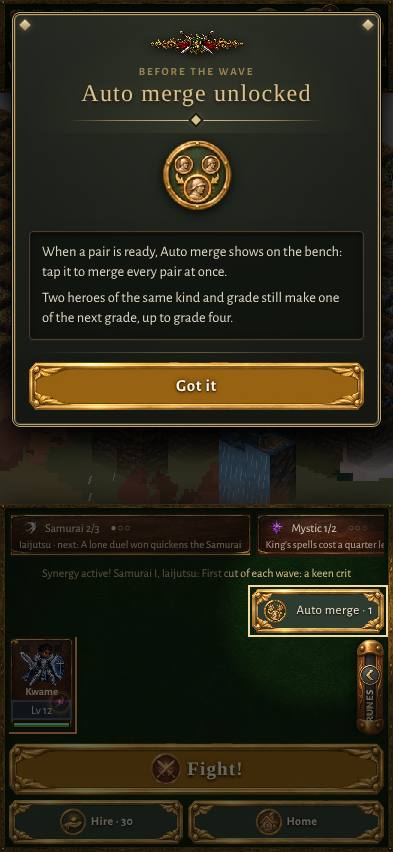 BEFORE THE WAVE
Auto merge unlocked
When a pair is ready, Auto merge shows on the bench:
tap it to merge every pair at once.
Two heroes of the same kind and grade still make one
of the next grade, up to grade four.
Got it
Samurai 2/3
Iaijutsu · next: A lone duel won quickens the Samurai
Mystic 1/2
King's spells cost a quarter le
Synergy active! Samurai I, Iaijutsu: First cut of each wave: a keen crit
Auto merge · 1
Kwame
Lv 12
RUNES
Fight!
Hire · 30
Home